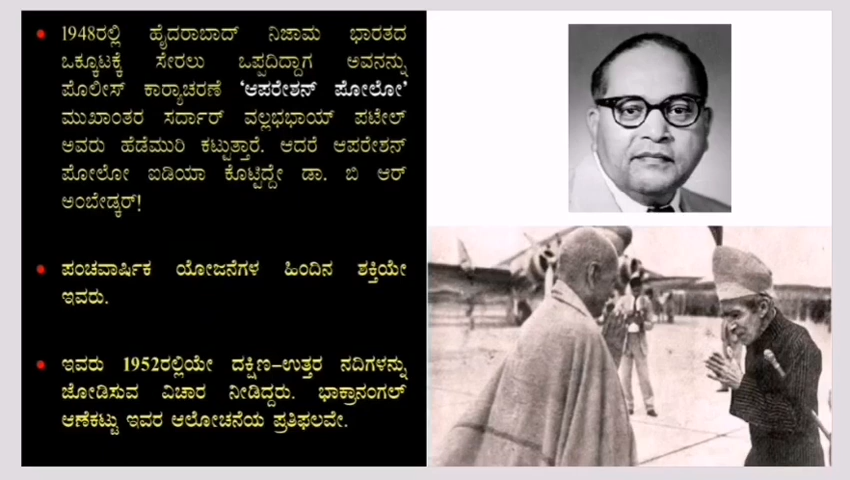 1948ರಲ್ಲಿ ಹೈದರಾಬಾದ್ ನಿಜಾಮ ಭಾರತದ
ಒಕ್ಕೂಟಕ್ಕೆ ಸೇರಲು ಒಪ್ಪದಿದ್ದಾಗ ಅವನನ್ನು
ಪೊಲೀಸ್ ಕಾರ‍್ಯಾಚರಣೆ ‘ಆಪರೇಶನ್ ಪೋಲೋ’
ಮುಖಾಂತರ ಸರ್ದಾರ್ ವಲ್ಲಭಭಾಯ್ ಪಟೇಲ್
ಅವರು ಹೆಡೆಮುರಿ ಕಟ್ಟುತ್ತಾರೆ. ಆದರೆ ಆಪರೇಶನ್
ಪೋಲೋ ಐಡಿಯಾ ಕೊಟ್ಟಿದ್ದೇ ಡಾ. ಬಿ ಆರ್
ಅಂಬೇಡ್ಕರ್!
ಪಂಚವಾರ್ಷಿಕ ಯೋಜನೆಗಳ ಹಿಂದಿನ ಶಕ್ತಿಯೇ
ಇವರು.
ಇವರು 1952ರಲ್ಲಿಯೇ ದಕ್ಷಿಣ–ಉತ್ತರ ನದಿಗಳನ್ನು
ಜೋಡಿಸುವ ವಿಚಾರ ನೀಡಿದ್ದರು. ಭಾಕ್ರಾನಂಗಲ್
ಆಣೆಕಟ್ಟು ಇವರ ಆಲೋಚನೆಯ ಪ್ರತಿಫಲವೇ.